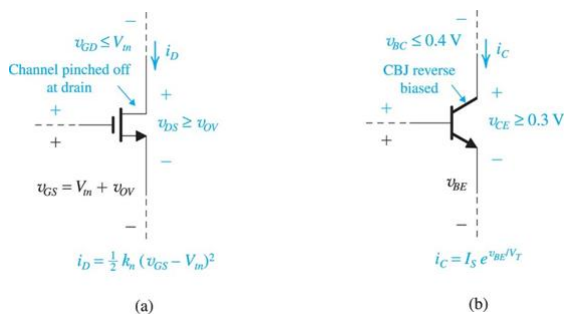 v_GD ≤ V_tn
i_D
Channel pinched off
at drain
+
+
+
v_DS ≥ v_OV
−
−
v_GS = V_tn + v_OV
−
i_D = ½ k_n (v_GS − V_tn)²
(a)
−
v_BC ≤ 0.4 V
i_C
CBJ reverse
biased
+
+
+
v_CE ≥ 0.3 V
−
v_BE
−
i_C = I_S e^(v_BE/V_T)
(b)